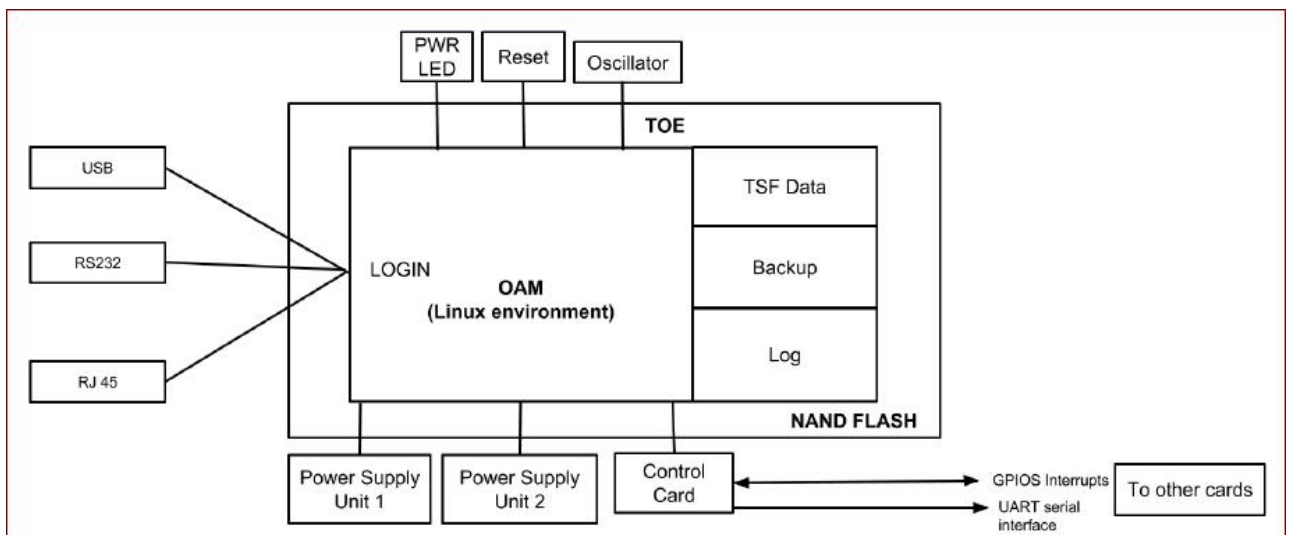 PWR
LED
Reset
Oscillator
TOE
USB
RS232
RJ 45
LOGIN
OAM
(Linux environment)
TSF Data
Backup
Log
NAND FLASH
Power Supply
Unit 1
Power Supply
Unit 2
Control
Card
GPIOS Interrupts
UART serial
interface
To other cards